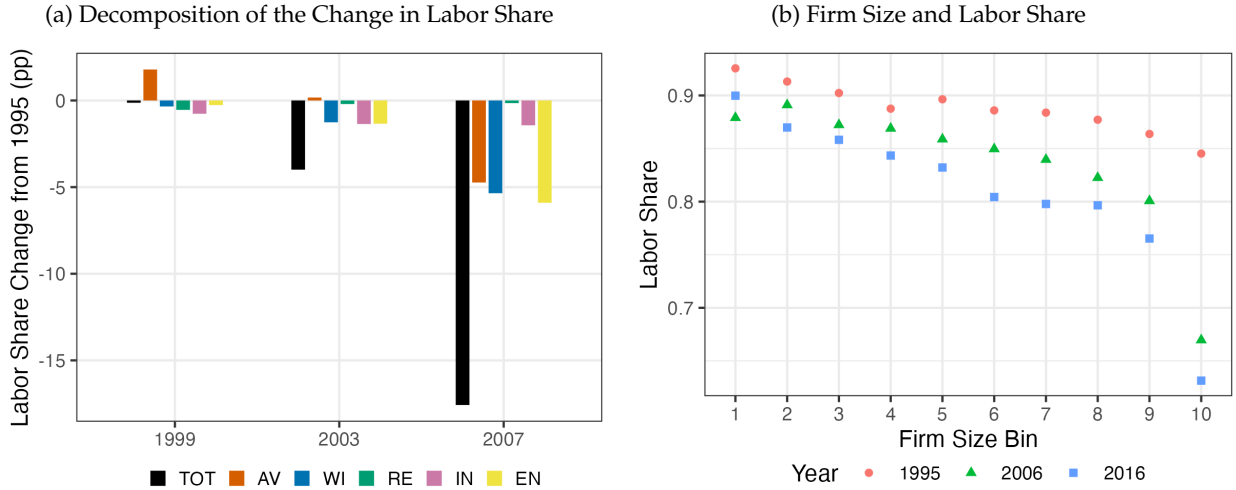 (a) Decomposition of the Change in Labor Share
Labor Share Change from 1995 (pp)
0
-5
-10
-15
1999 2003 2007
TOT AV WI RE IN EN
(b) Firm Size and Labor Share
Labor Share
0.9
0.8
0.7
1 2 3 4 5 6 7 8 9 10
Firm Size Bin
Year 1995 2006 2016